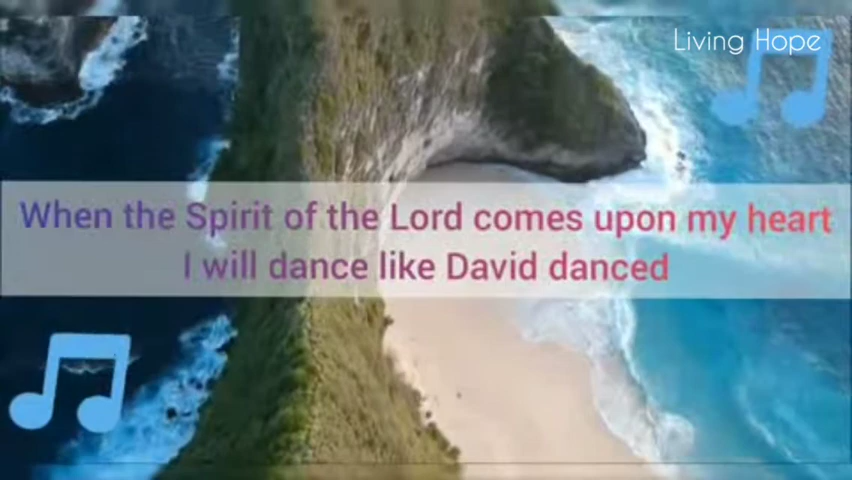 Living Hope
When the Spirit of the Lord comes upon my heart
I will dance like David danced